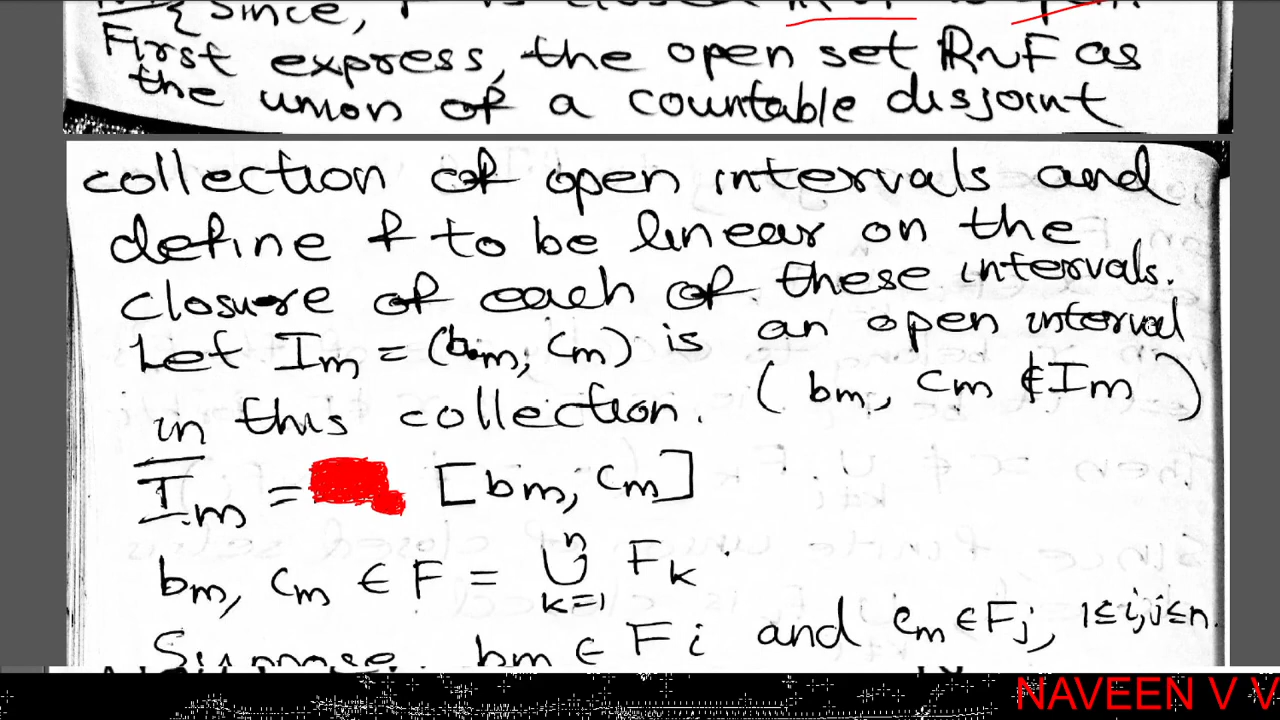 Since,
First express, the open set R~F as
the union of a countable disjoint
collection of open intervals and
define f to be linear on the
closure of each of these intervals.
Let Im = (bm, cm) is an open interval
in this collection. (bm, cm ∉ Im)
I̅m = [bm, cm]
bm, cm ∈ F = ⋃ⁿₖ₌₁ Fk
Suppose bm ∈ Fi and cm ∈ Fj, 1≤i,j≤n.
NAVEEN V V